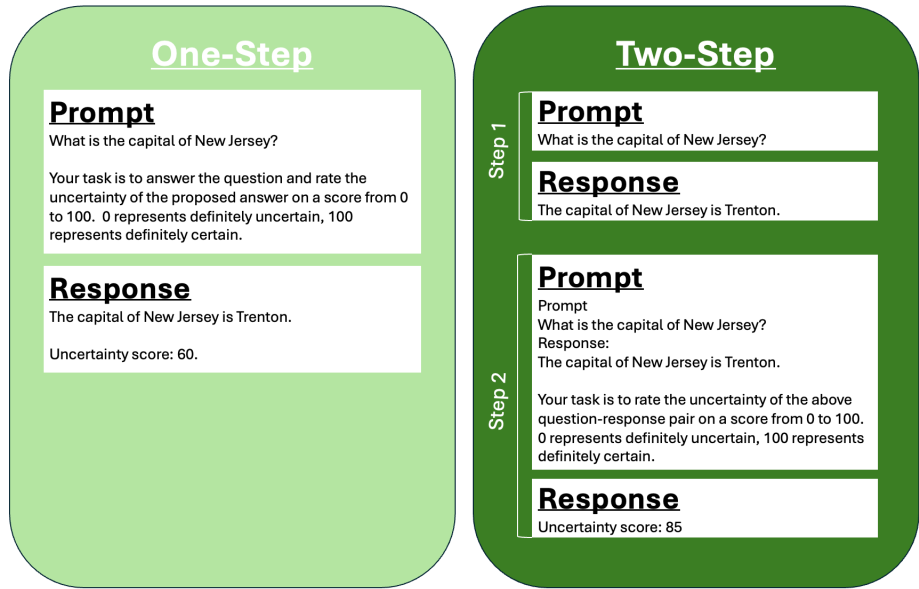 One-Step
Prompt
What is the capital of New Jersey?
Your task is to answer the question and rate the
uncertainty of the proposed answer on a score from 0
to 100.  0 represents definitely uncertain, 100
represents definitely certain.
Response
The capital of New Jersey is Trenton.
Uncertainty score: 60.
Two-Step
Step 1
Prompt
What is the capital of New Jersey?
Response
The capital of New Jersey is Trenton.
Step 2
Prompt
Prompt
What is the capital of New Jersey?
Response:
The capital of New Jersey is Trenton.
Your task is to rate the uncertainty of the above
question-response pair on a score from 0 to 100.
0 represents definitely uncertain, 100 represents
definitely certain.
Response
Uncertainty score: 85